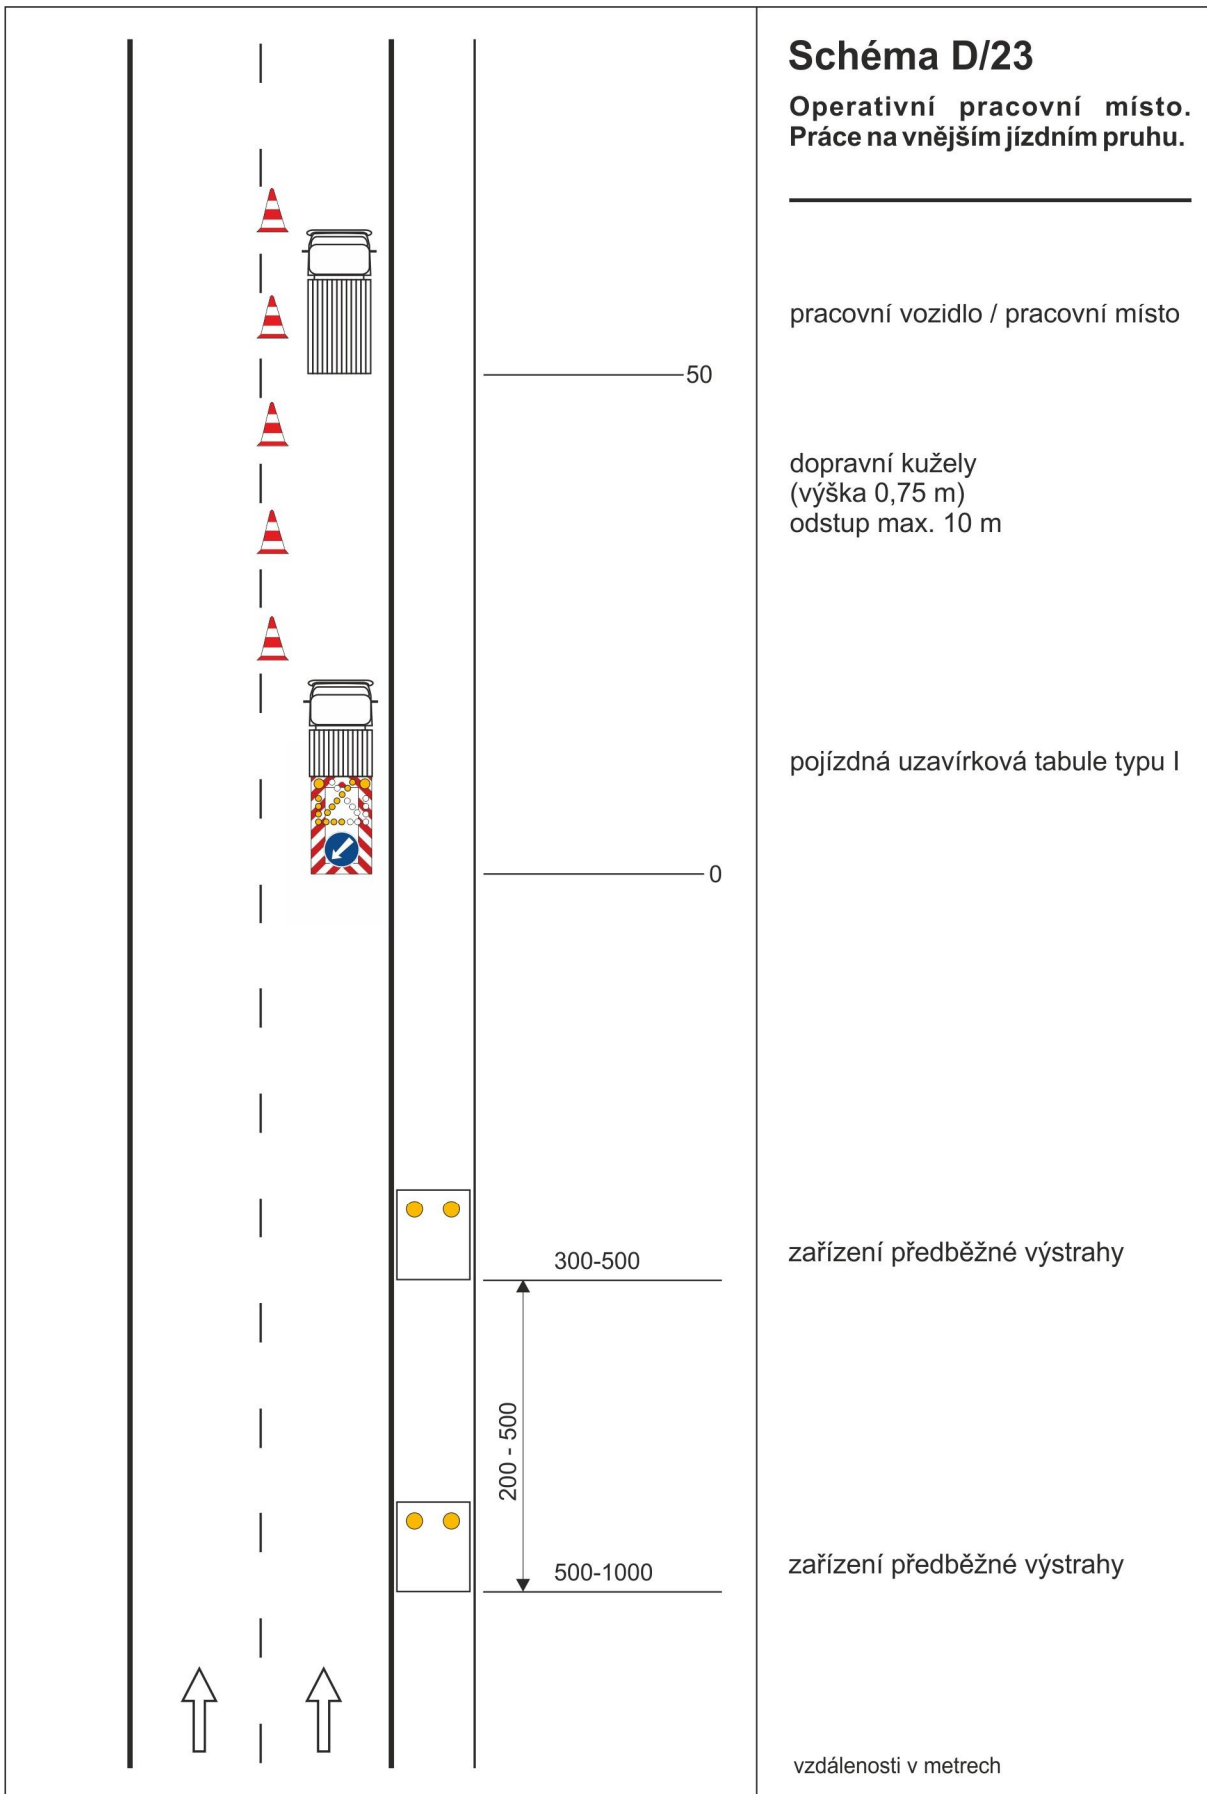 Schéma D/23
Operativní pracovní místo.
Práce na vnějším jízdním pruhu.
pracovní vozidlo / pracovní místo
50
dopravní kužely
(výška 0,75 m)
odstup max. 10 m
pojízdná uzavírková tabule typu I
0
300-500
zařízení předběžné výstrahy
200 - 500
500-1000
zařízení předběžné výstrahy
vzdálenosti v metrech